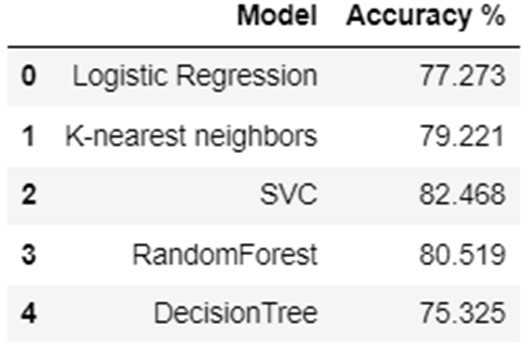 Model Accuracy %
0 Logistic Regression 77.273
1 K-nearest neighbors 79.221
2 SVC 82.468
3 RandomForest 80.519
4 DecisionTree 75.325